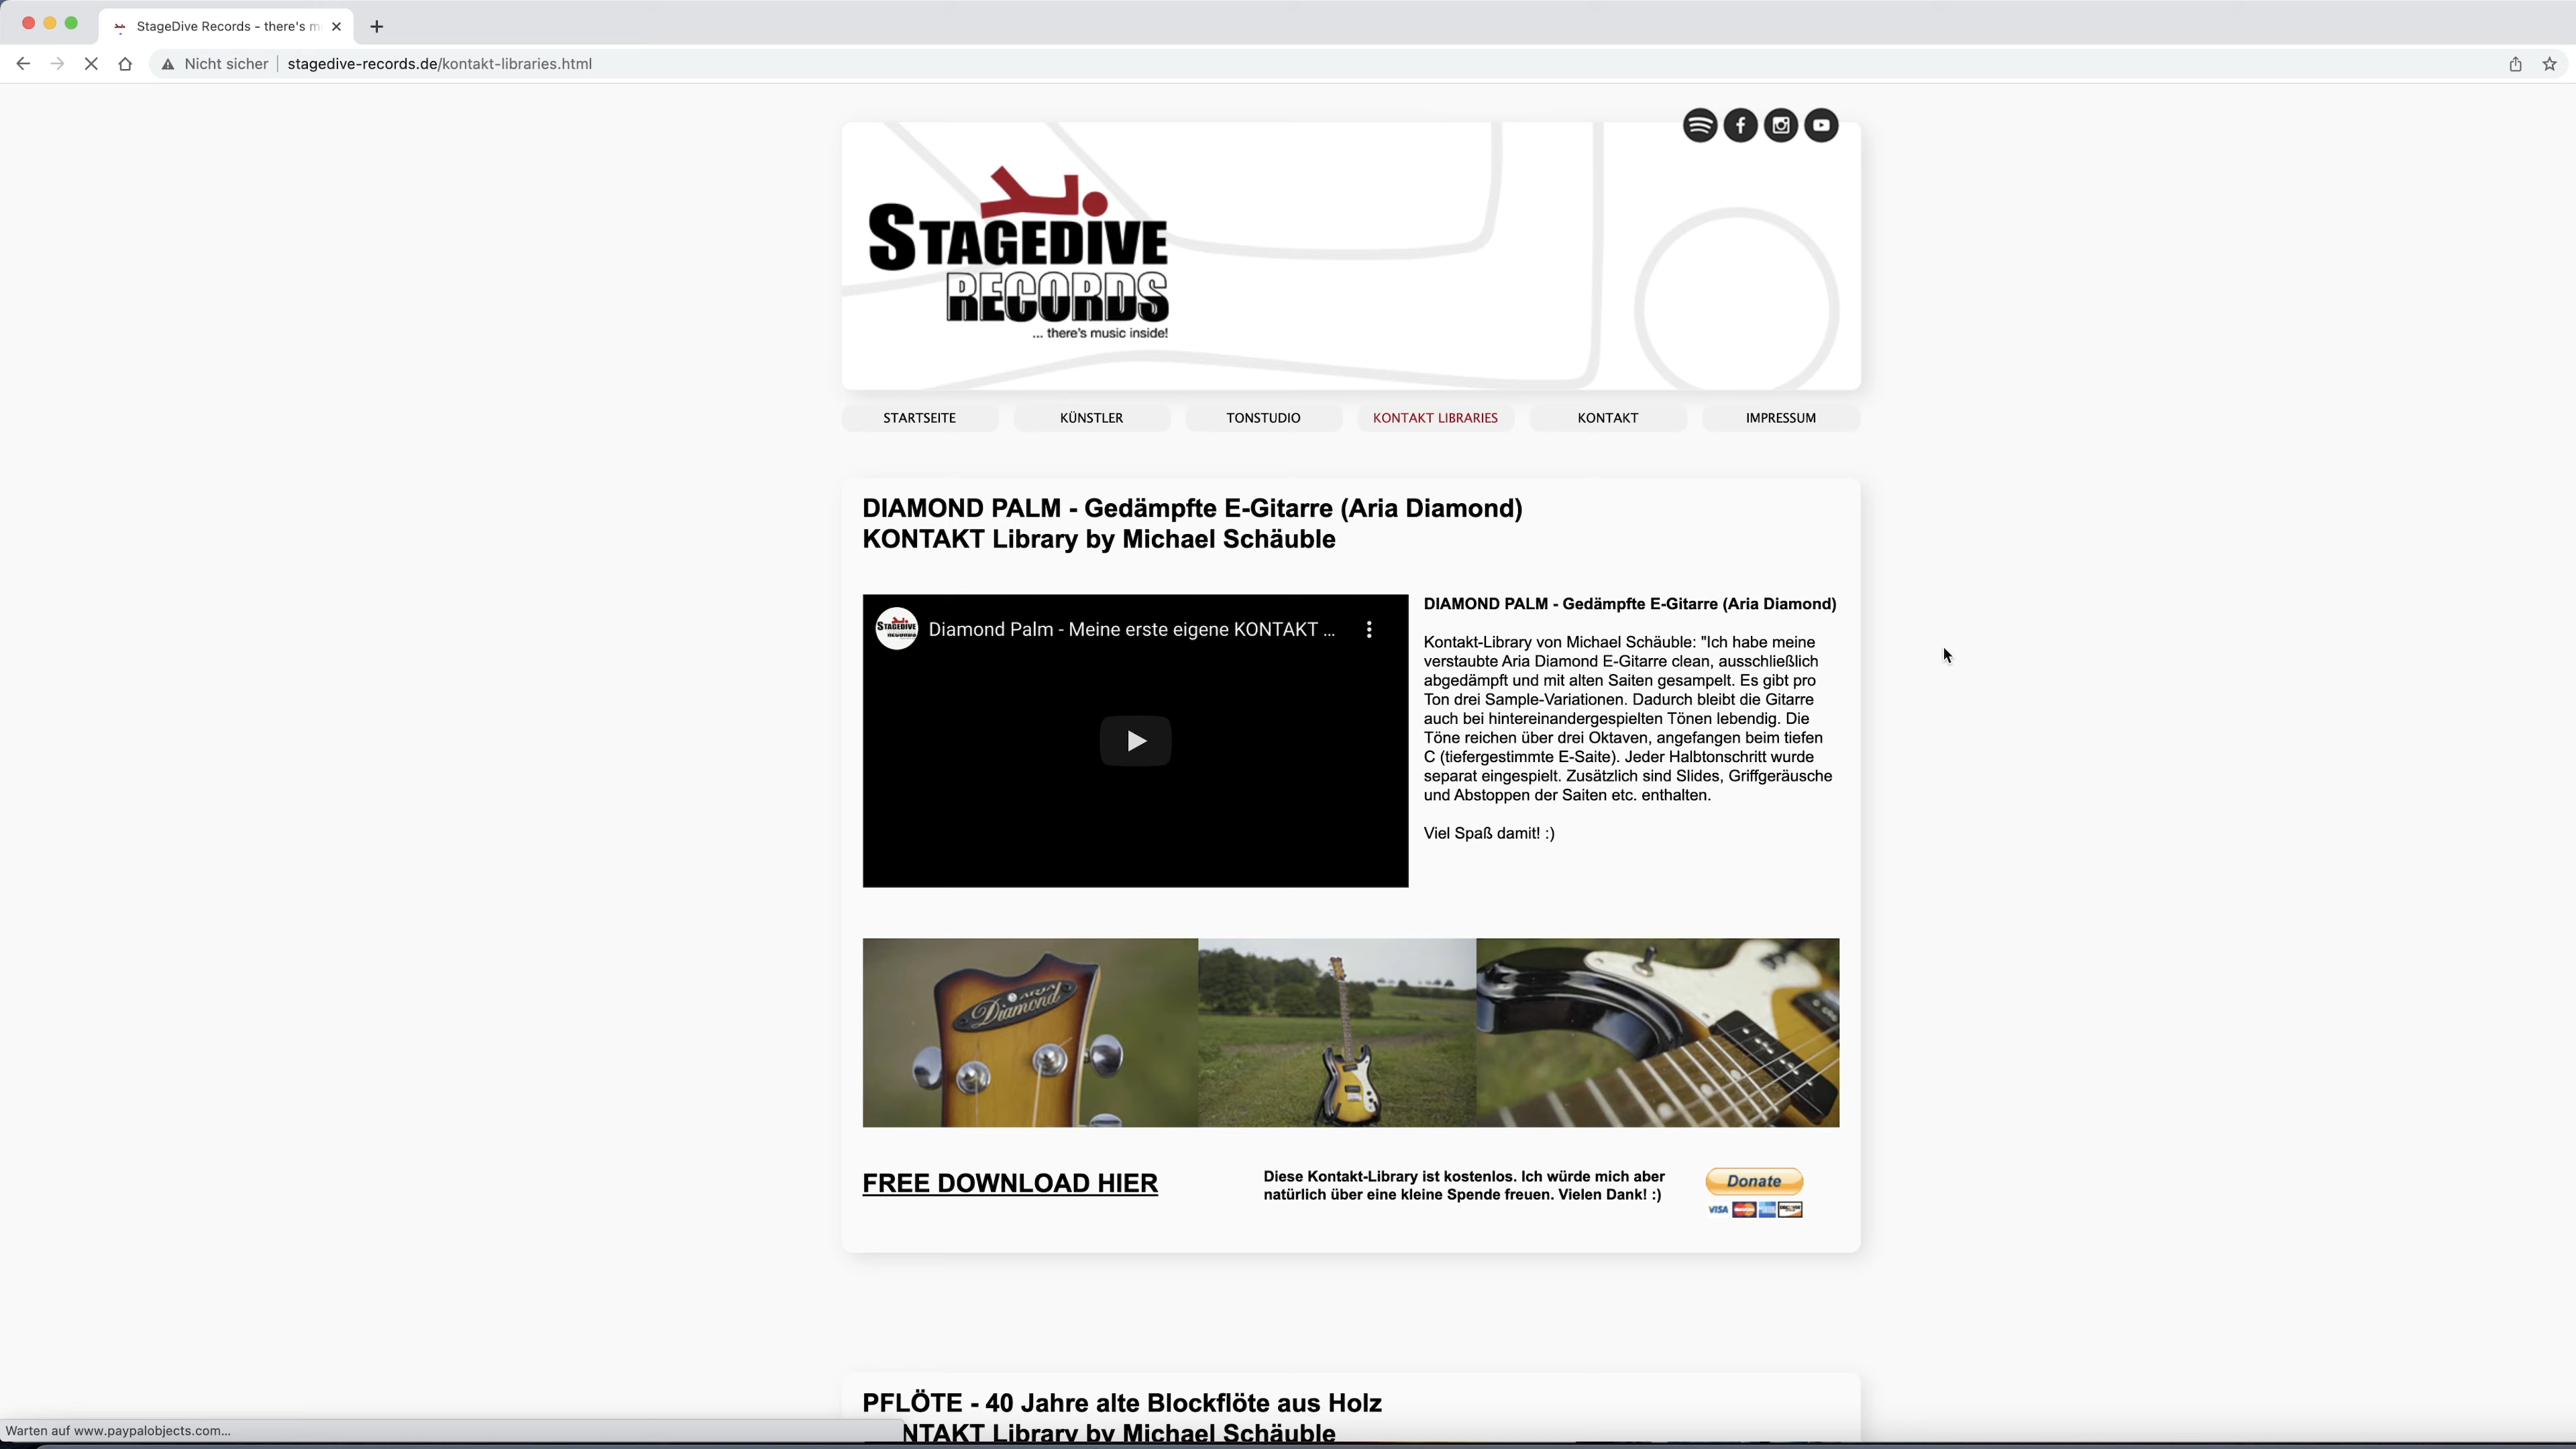 StageDive Records - there's m
Nicht sicher
stagedive-records.de/kontakt-libraries.html
STAGEDIVE
RECORDS
... there's music inside!
STARTSEITE
KÜNSTLER
TONSTUDIO
KONTAKT LIBRARIES
KONTAKT
IMPRESSUM
DIAMOND PALM - Gedämpfte E-Gitarre (Aria Diamond)
KONTAKT Library by Michael Schäuble
STAGEDIVE
RECORDS
Diamond Palm - Meine erste eigene KONTAKT ...
DIAMOND PALM - Gedämpfte E-Gitarre (Aria Diamond)
Kontakt-Library von Michael Schäuble: "Ich habe meine
verstaubte Aria Diamond E-Gitarre clean, ausschließlich
abgedämpft und mit alten Saiten gesampelt. Es gibt pro
Ton drei Sample-Variationen. Dadurch bleibt die Gitarre
auch bei hintereinandergespielten Tönen lebendig. Die
Töne reichen über drei Oktaven, angefangen beim tiefen
C (tiefergestimmte E-Saite). Jeder Halbtonschritt wurde
separat eingespielt. Zusätzlich sind Slides, Griffgeräusche
und Abstoppen der Saiten etc. enthalten.
Viel Spaß damit! :)
ARIA
Diamond
FREE DOWNLOAD HIER
Diese Kontakt-Library ist kostenlos. Ich würde mich aber
natürlich über eine kleine Spende freuen. Vielen Dank! :)
Donate
VISA
PFLÖTE - 40 Jahre alte Blockflöte aus Holz
NTAKT Library by Michael Schäuble
Warten auf www.paypalobjects.com...